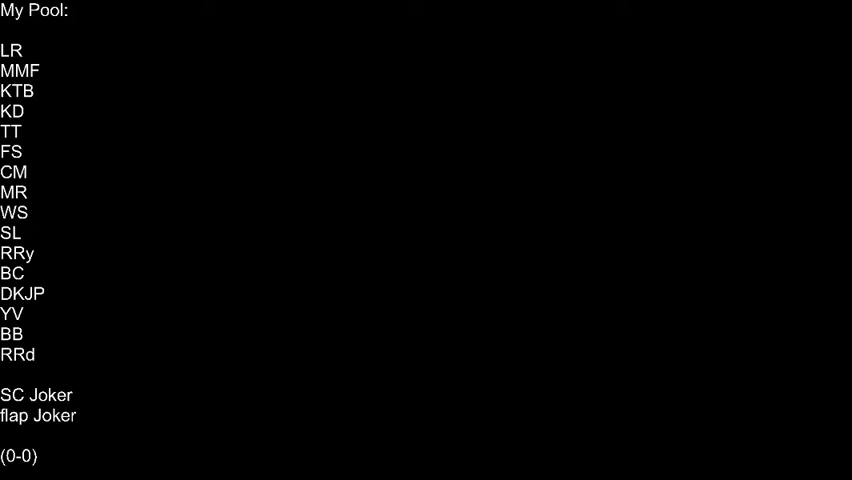 My Pool:
LR
MMF
KTB
KD
TT
FS
CM
MR
WS
SL
RRy
BC
DKJP
YV
BB
RRd
SC Joker
flap Joker
(0-0)